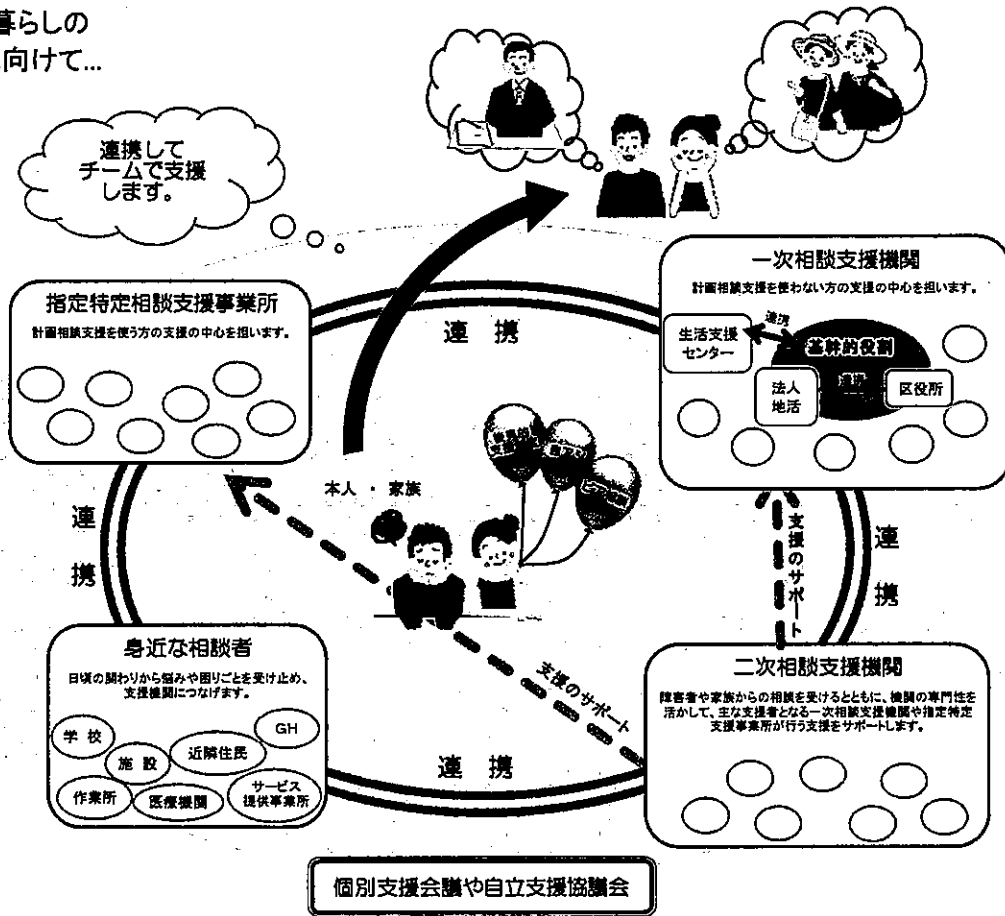 暮らしの
向けて...
連携して
チームで支援
します。
指定特定相談支援事業所
計画相談支援を使う方の支援の中心を担います。
一次相談支援機関
計画相談支援を使わない方の支援の中心を担います。
生活支援
センター
連携
基幹的役割
連携
法人
地活
区役所
連 携
本人 ・ 家族
連
携
連
携
支援のサポート
支援のサポート
身近な相談者
日頃の関わりから悩みや困りごとを受け止め、
支援機関につなげます。
学 校
施 設
近隣住民
GH
作業所
医療機関
サービス
提供事業所
連 携
二次相談支援機関
障害者や家族からの相談を受けるとともに、機関の専門性を
活かして、主な支援者となる一次相談支援機関や指定特定
支援事業所が行う支援をサポートします。
個別支援会議や自立支援協議会